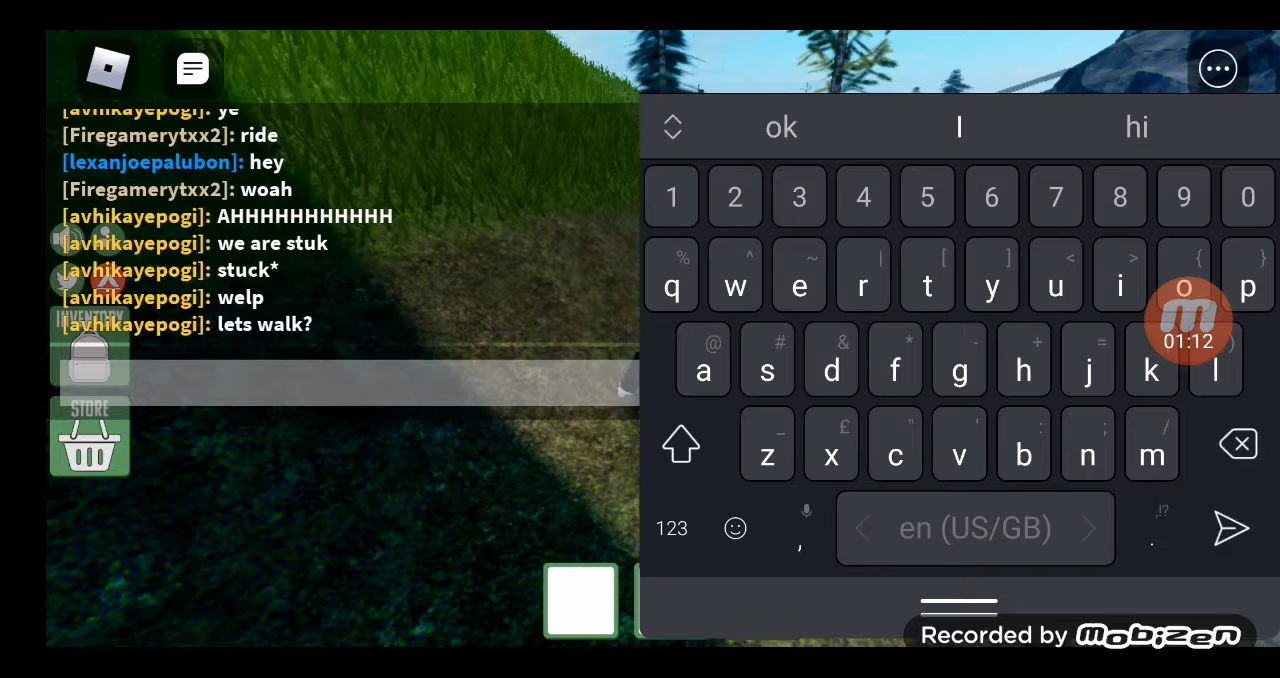 [avhikayepogi]: ye
[Firegamerytxx2]: ride
[lexanjoepalubon]: hey
[Firegamerytxx2]: woah
[avhikayepogi]: AHHHHHHHHHHHH
[avhikayepogi]: we are stuk
[avhikayepogi]: stuck*
[avhikayepogi]: welp
[avhikayepogi]: lets walk?
INVENTORY
STORE
ok I hi
1 2 3 4 5 6 7 8 9 0
% ^ ~ | [ ] < > { }
q w e r t y u i o p
@ # & * - + = )
a s d f g h j k l
_ £ " ' : ; /
z x c v b n m
123 , en (US/GB) ,!? .
m
01:12
Recorded by Mobizen